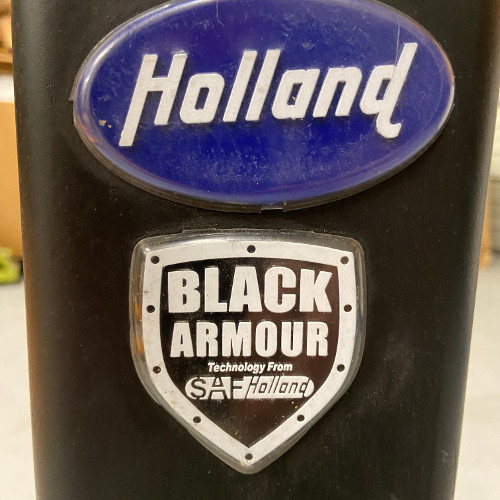 Holland
BLACK
ARMOUR
Technology From
SAF Holland